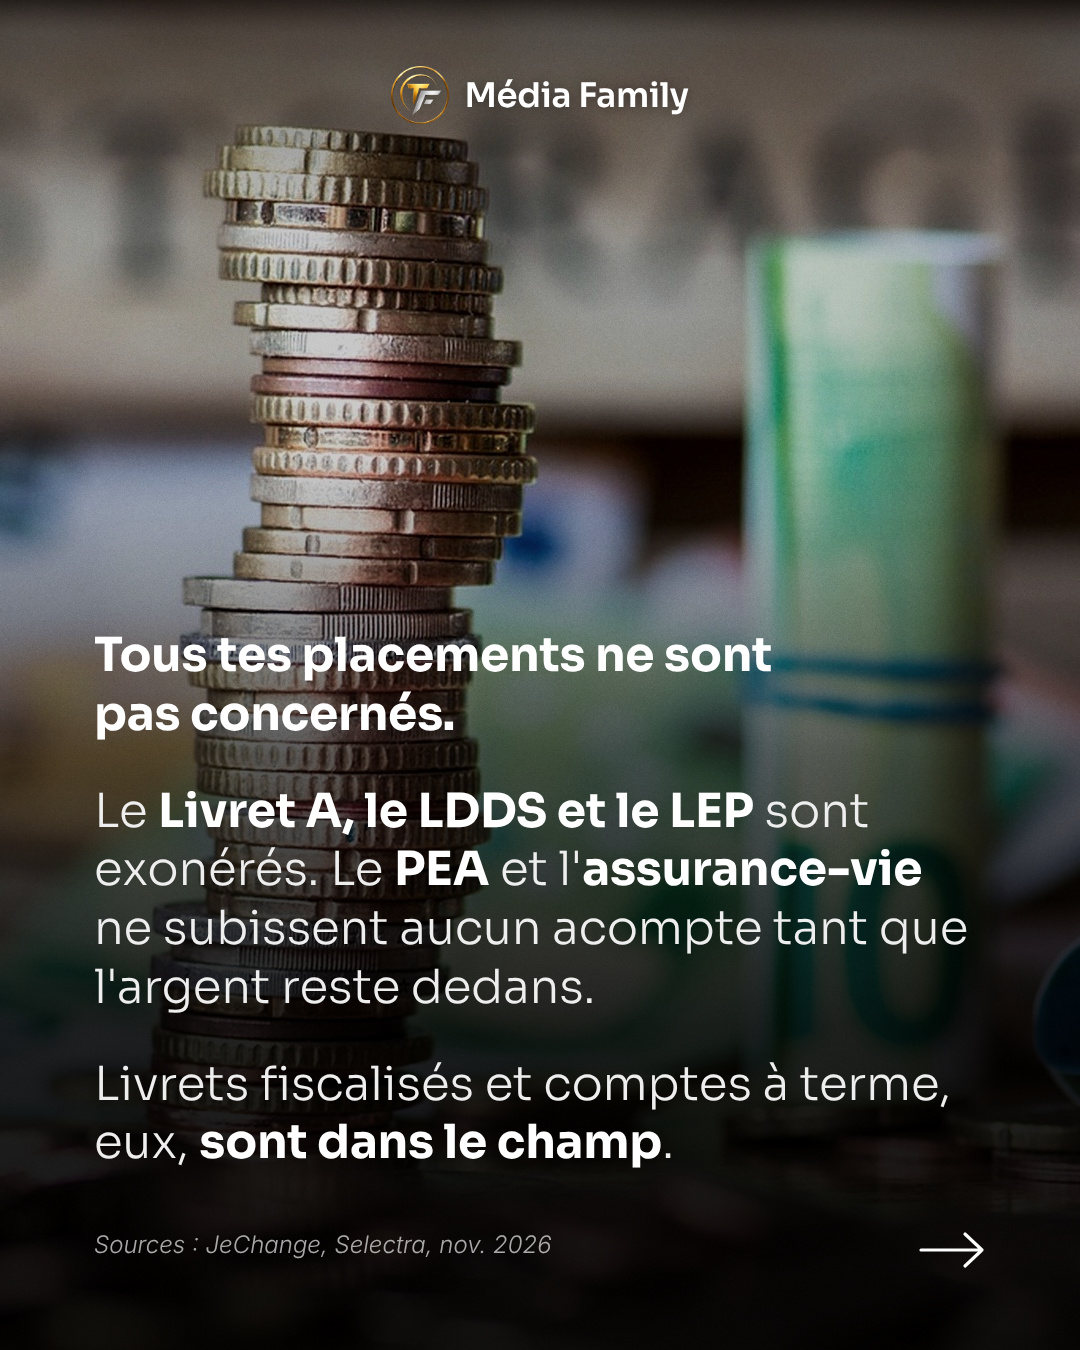 TF Média Family
Tous tes placements ne sont
pas concernés.
Le Livret A, le LDDS et le LEP sont
exonérés. Le PEA et l'assurance-vie
ne subissent aucun acompte tant que
l'argent reste dedans.
Livrets fiscalisés et comptes à terme,
eux, sont dans le champ.
Sources : JeChange, Selectra, nov. 2026